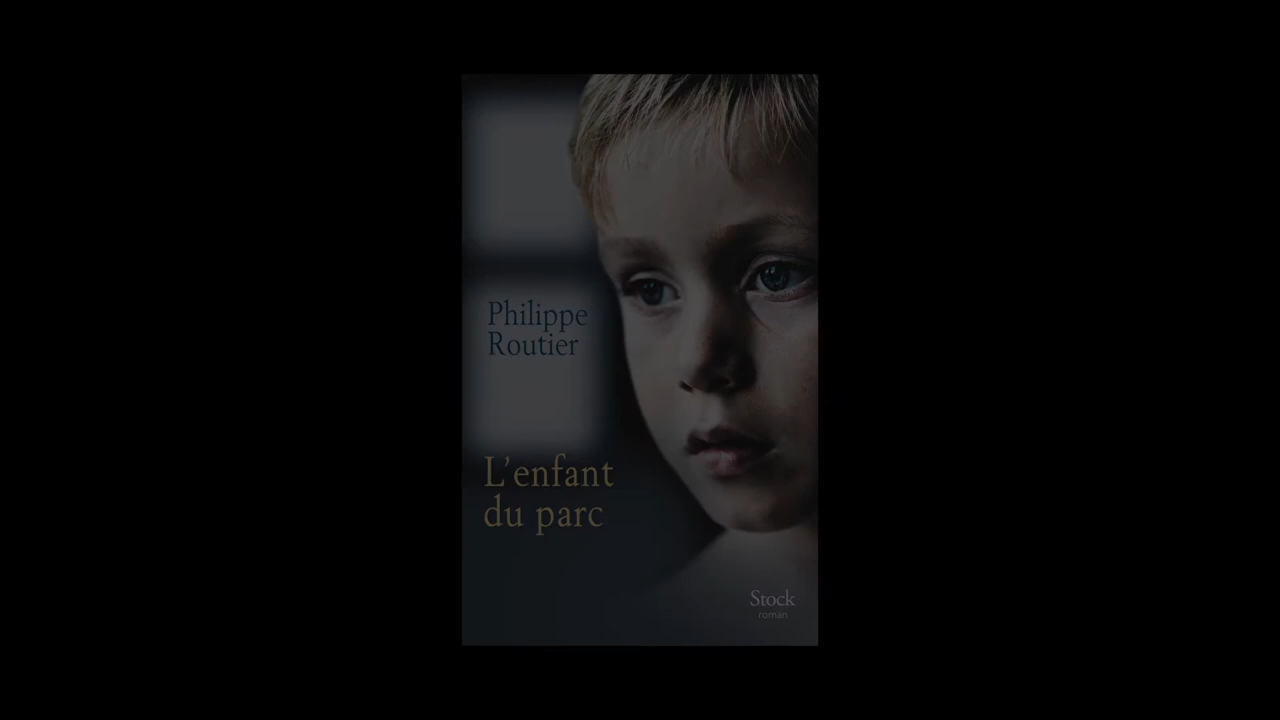 Philippe
Routier
L'enfant
du parc
Stock
roman